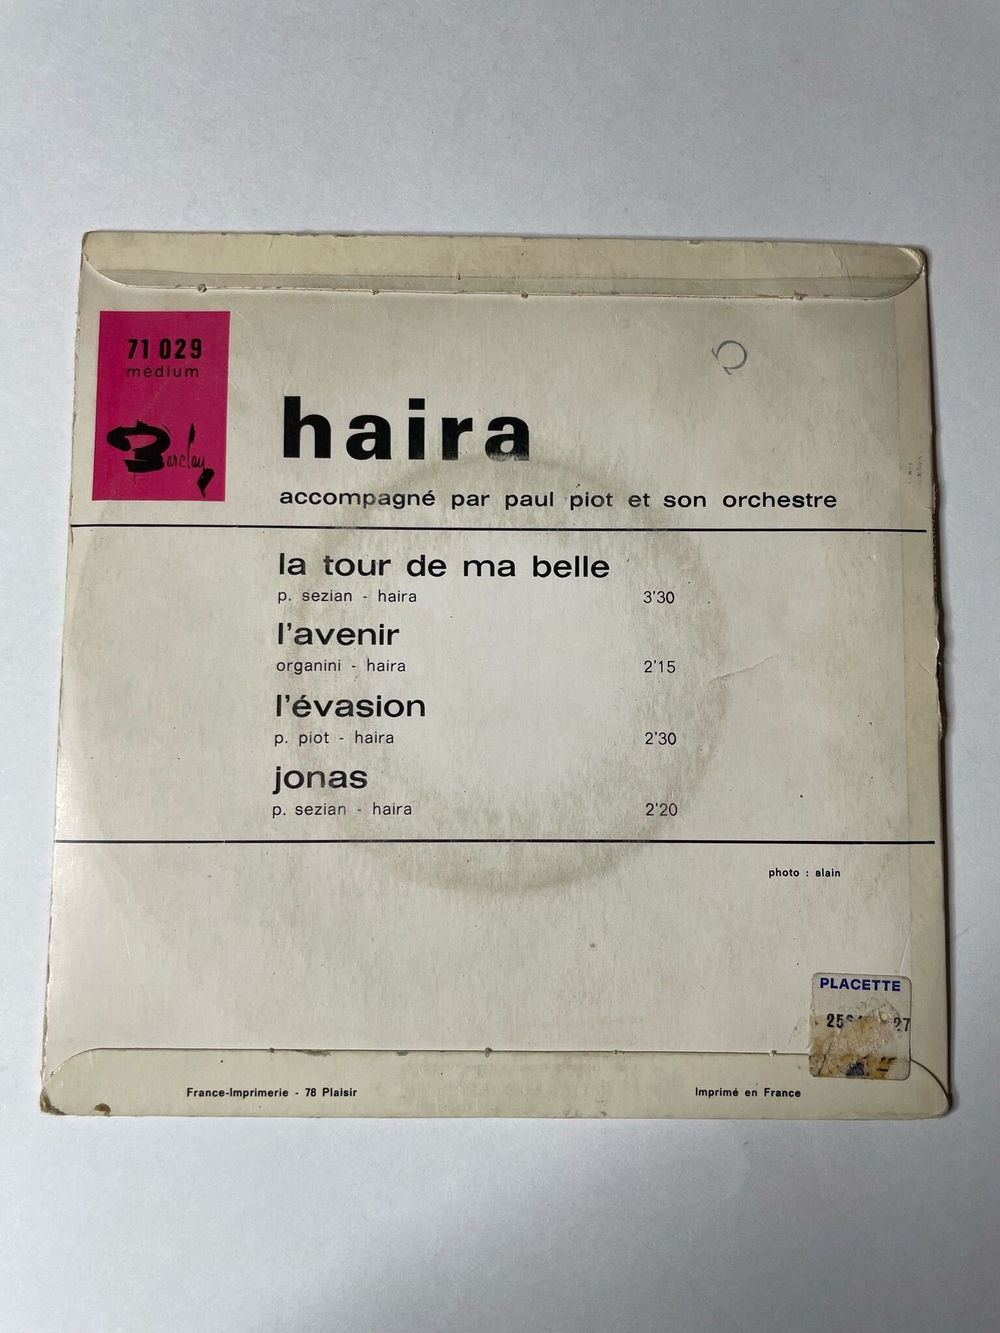 71 029
médium
Barclay
haira
accompagné par paul piot et son orchestre
la tour de ma belle
p. sezian - haira 3'30
l'avenir
organini - haira 2'15
l'évasion
p. piot - haira 2'30
jonas
p. sezian - haira 2'20
photo : alain
PLACETTE
France-Imprimerie - 78 Plaisir
Imprimé en France